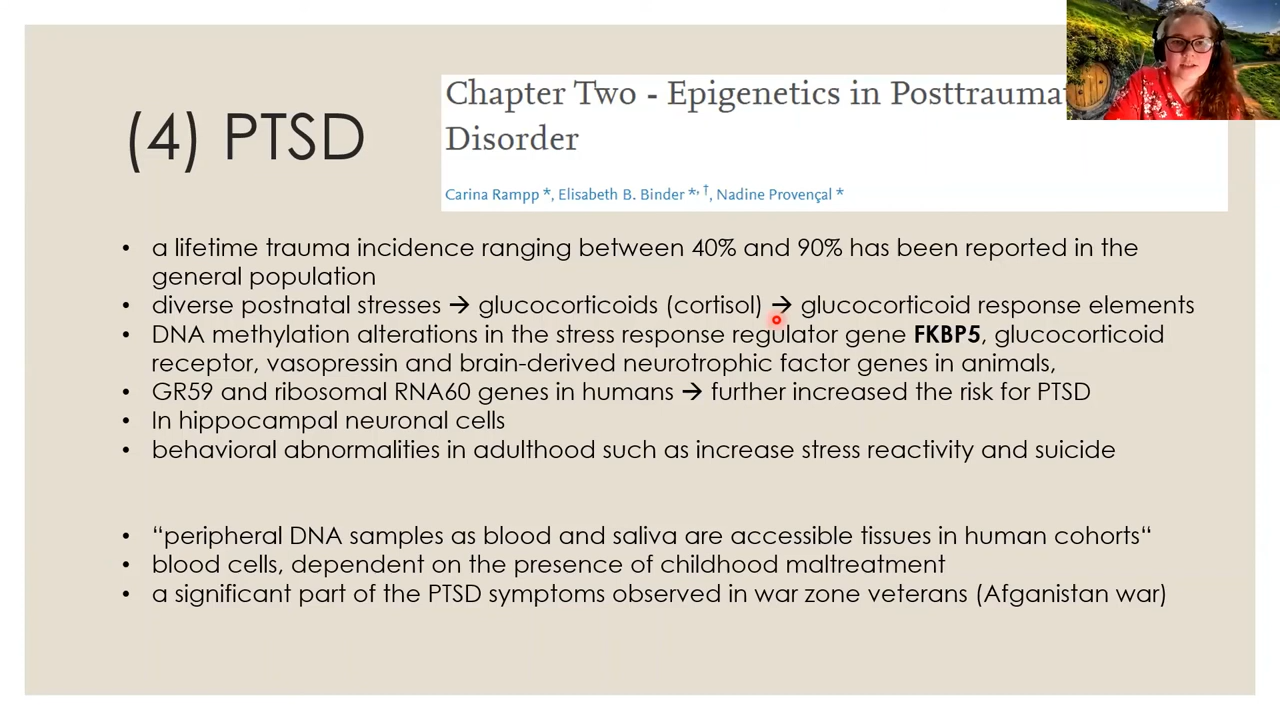 (4) PTSD
Chapter Two - Epigenetics in Posttrauma
Disorder
Carina Rampp *, Elisabeth B. Binder *, †, Nadine Provençal *
• a lifetime trauma incidence ranging between 40% and 90% has been reported in the
general population
• diverse postnatal stresses → glucocorticoids (cortisol) → glucocorticoid response elements
• DNA methylation alterations in the stress response regulator gene FKBP5, glucocorticoid
receptor, vasopressin and brain-derived neurotrophic factor genes in animals,
• GR59 and ribosomal RNA60 genes in humans → further increased the risk for PTSD
• In hippocampal neuronal cells
• behavioral abnormalities in adulthood such as increase stress reactivity and suicide
• “peripheral DNA samples as blood and saliva are accessible tissues in human cohorts“
• blood cells, dependent on the presence of childhood maltreatment
• a significant part of the PTSD symptoms observed in war zone veterans (Afganistan war)